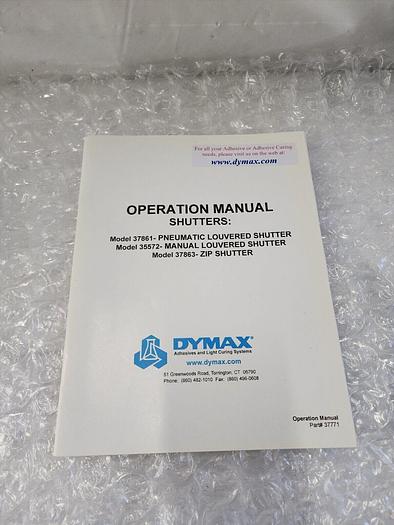 For all your Adhesive or Adhesive Curing
needs, please visit us on the web at:
www.dymax.com
OPERATION MANUAL
SHUTTERS:
Model 37861- PNEUMATIC LOUVERED SHUTTER
Model 35572- MANUAL LOUVERED SHUTTER
Model 37863- ZIP SHUTTER
DYMAX®
Adhesives and Light Curing Systems
www.dymax.com
51 Greenwoods Road, Torrington, CT 06790
Phone: (860) 482-1010 Fax: (860) 496-0608
Operation Manual
Part# 37771